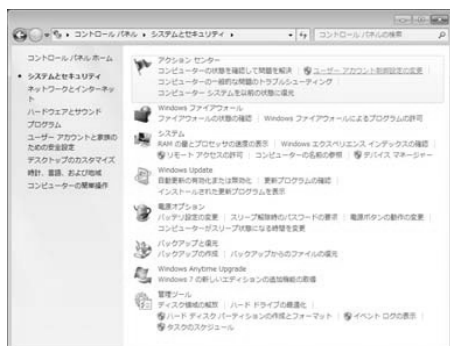 コントロール パネル ▸ システムとセキュリティ ▸
コントロール パネルの検索
コントロール パネル ホーム
システムとセキュリティ
ネットワークとインターネッ
ト
ハードウェアとサウンド
プログラム
ユーザー アカウントと家族の
ための安全設定
デスクトップのカスタマイズ
時計、言語、および地域
コンピューターの簡単操作
アクション センター
コンピューターの状態を確認して問題を解決 | ユーザー アカウント制御設定の変更
コンピューターの一般的な問題のトラブルシューティング
コンピューター システムを以前の状態に復元
Windows ファイアウォール
ファイアウォールの状態の確認 | Windows ファイアウォールによるプログラムの許可
システム
RAM の量とプロセッサの速度の表示 | Windows エクスペリエンス インデックスの確認
リモート アクセスの許可 | コンピューターの名前の参照 | デバイス マネージャー
Windows Update
自動更新の有効化または無効化 | 更新プログラムの確認
インストールされた更新プログラムを表示
電源オプション
バッテリ設定の変更 | スリープ解除時のパスワードの要求 | 電源ボタンの動作の変更
コンピューターがスリープ状態になる時間を変更
バックアップと復元
バックアップの作成 | バックアップからのファイルの復元
Windows Anytime Upgrade
Windows 7 の新しいエディションの追加機能の取得
管理ツール
ディスク領域の解放 | ハード ドライブの最適化
ハード ディスク パーティションの作成とフォーマット | イベント ログの表示
タスクのスケジュール